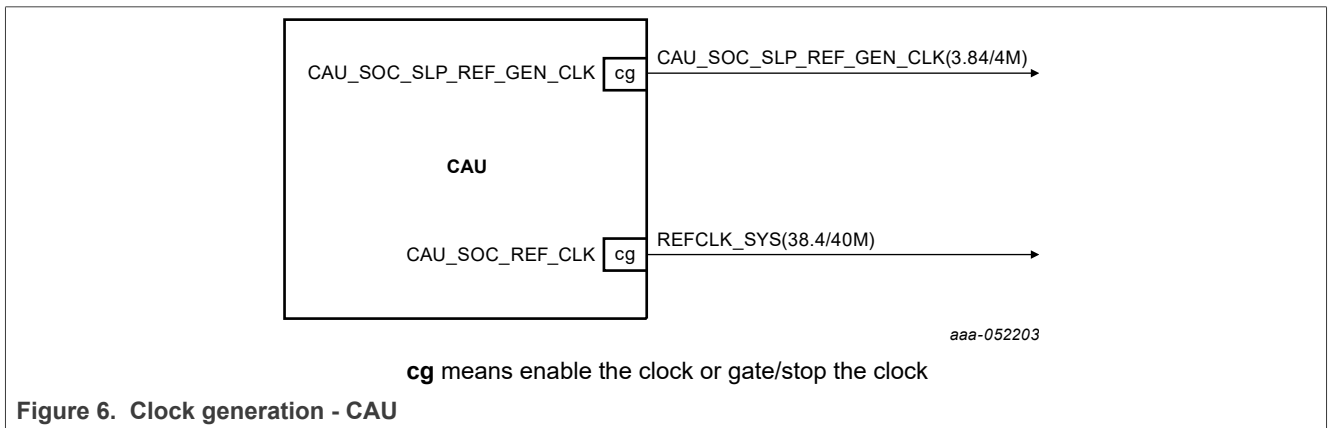 CAU_SOC_SLP_REF_GEN_CLK cg CAU_SOC_SLP_REF_GEN_CLK(3.84/4M)
CAU
CAU_SOC_REF_CLK cg REFCLK_SYS(38.4/40M)
aaa-052203
cg means enable the clock or gate/stop the clock
Figure 6. Clock generation - CAU